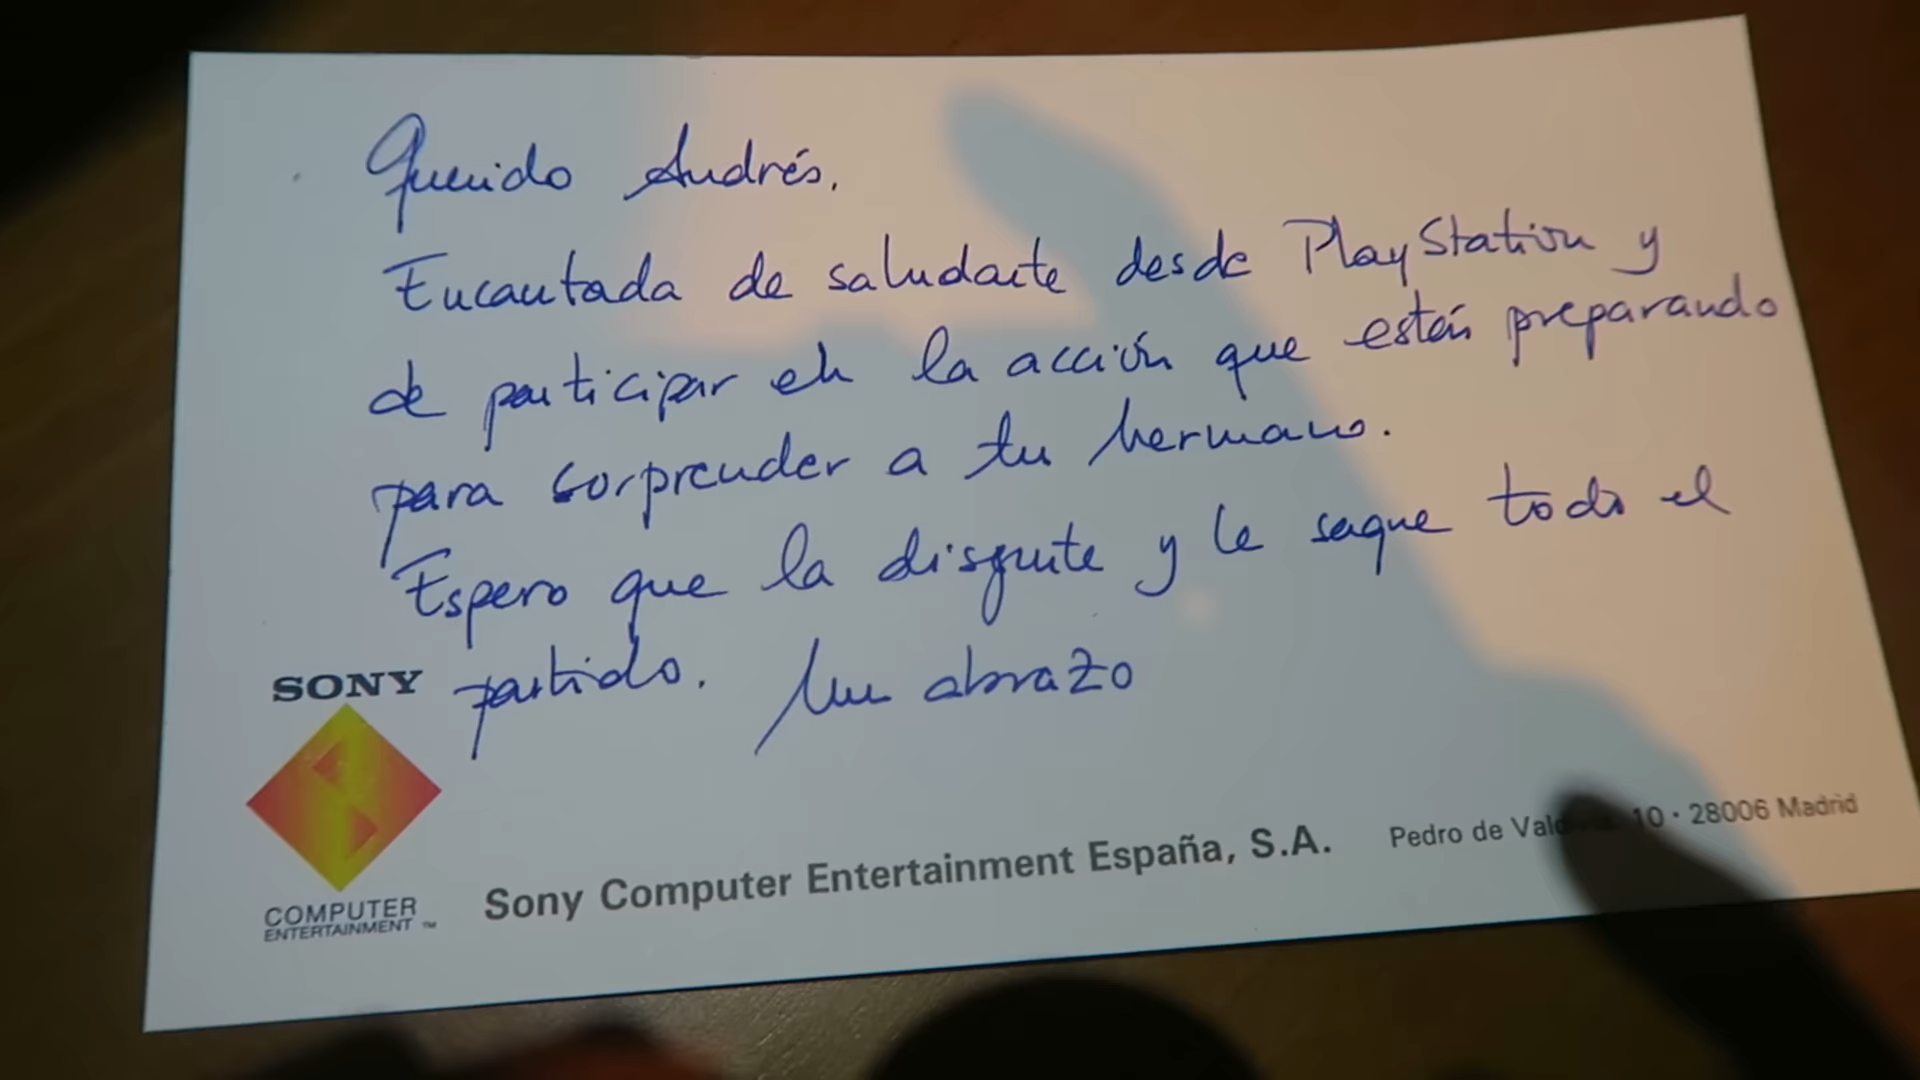 Querido Andrés.
Encantada de saludarte desde PlayStation y
de participar en la acción que estás preparando
para sorprender a tu hermano.
Espero que la disfrute y le saque todo el
partido. Un abrazo
SONY
COMPUTER
ENTERTAINMENT ™
Sony Computer Entertainment España, S.A. Pedro de 10 · 28006 Madrid